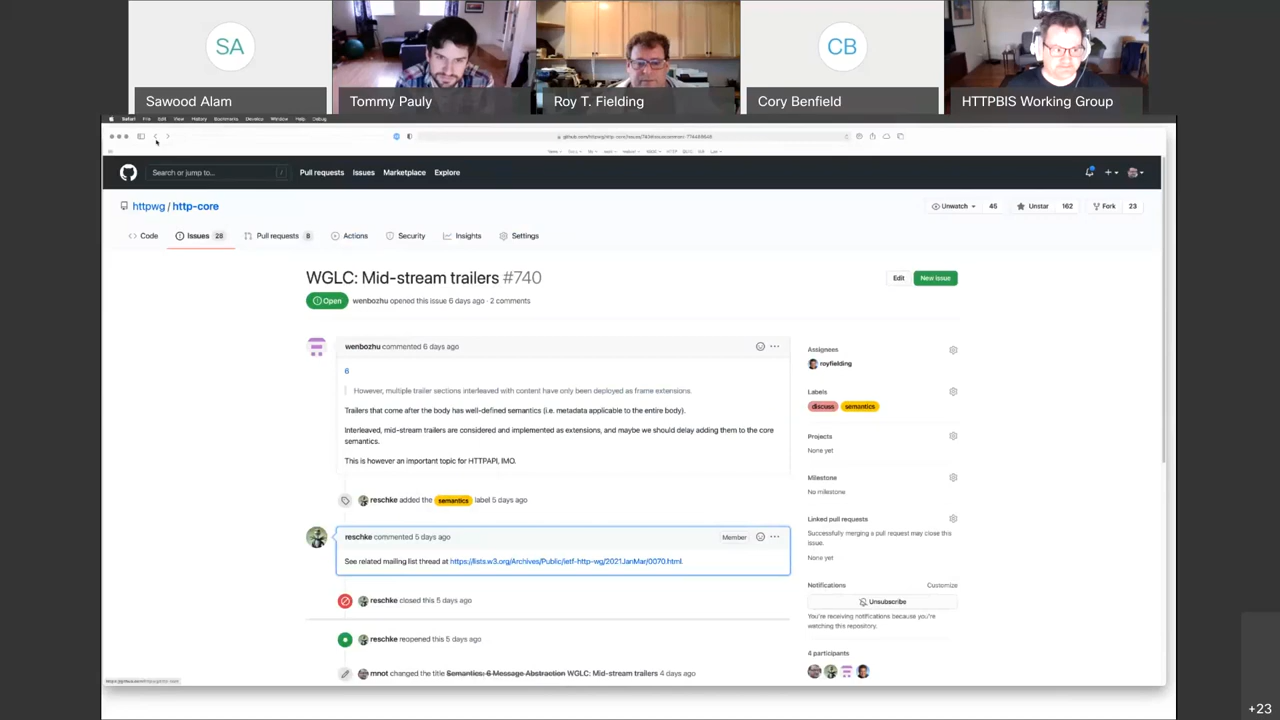 SA
CB
Sawood Alam
Tommy Pauly
Roy T. Fielding
Cory Benfield
HTTPBIS Working Group
Safari File Edit View History Bookmarks Develop Window Help Debug
Search or jump to... /
Pull requests Issues Marketplace Explore
httpwg / http-core
Unwatch 46 Unstar 162 Fork 23
Code Issues 28 Pull requests 8 Actions Security Insights Settings
WGLC: Mid-stream trailers #740
Edit New issue
Open wenbozhu opened this issue 6 days ago · 2 comments
wenbozhu commented 6 days ago
6
However, multiple trailer sections interleaved with content have only been deployed as frame extensions.
Trailers that come after the body has well-defined semantics (i.e. metadata applicable to the entire body).
Interleaved, mid-stream trailers are considered and implemented as extensions, and maybe we should delay adding them to the core
semantics.
This is however an important topic for HTTPAPI, IMO.
reschke added the semantics label 5 days ago
reschke commented 5 days ago Member
See related mailing list thread at https://lists.w3.org/Archives/Public/ietf-http-wg/2021JanMar/0070.html.
reschke closed this 5 days ago
reschke reopened this 5 days ago
mnot changed the title Semantics: 6 Message Abstraction WGLC: Mid-stream trailers 4 days ago
Assignees
royfielding
Labels
discuss semantics
Projects
None yet
Milestone
No milestone
Linked pull requests
Successfully merging a pull request may close this
issue.
None yet
Notifications Customize
Unsubscribe
You're receiving notifications because you're
watching this repository.
4 participants
+23